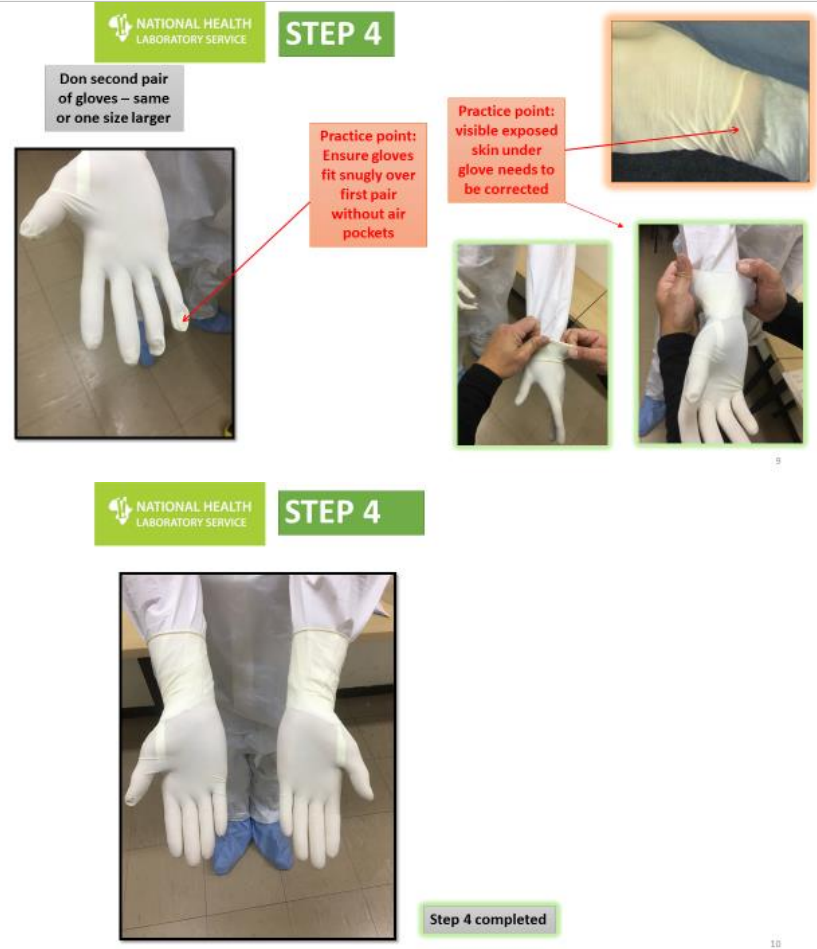 NATIONAL HEALTH
LABORATORY SERVICE
STEP 4
Don second pair
of gloves – same
or one size larger
Practice point:
Ensure gloves
fit snugly over
first pair
without air
pockets
Practice point:
visible exposed
skin under
glove needs to
be corrected
9
NATIONAL HEALTH
LABORATORY SERVICE
STEP 4
Step 4 completed
10